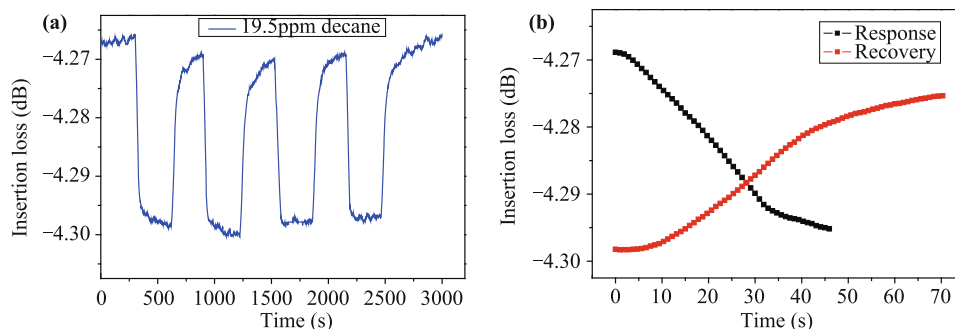 (a)
19.5ppm decane
−4.27
−4.28
−4.29
−4.30
Insertion loss (dB)
0 500 1000 1500 2000 2500 3000
Time (s)
(b)
Response
Recovery
−4.27
−4.28
−4.29
−4.30
Insertion loss (dB)
0 10 20 30 40 50 60 70
Time (s)